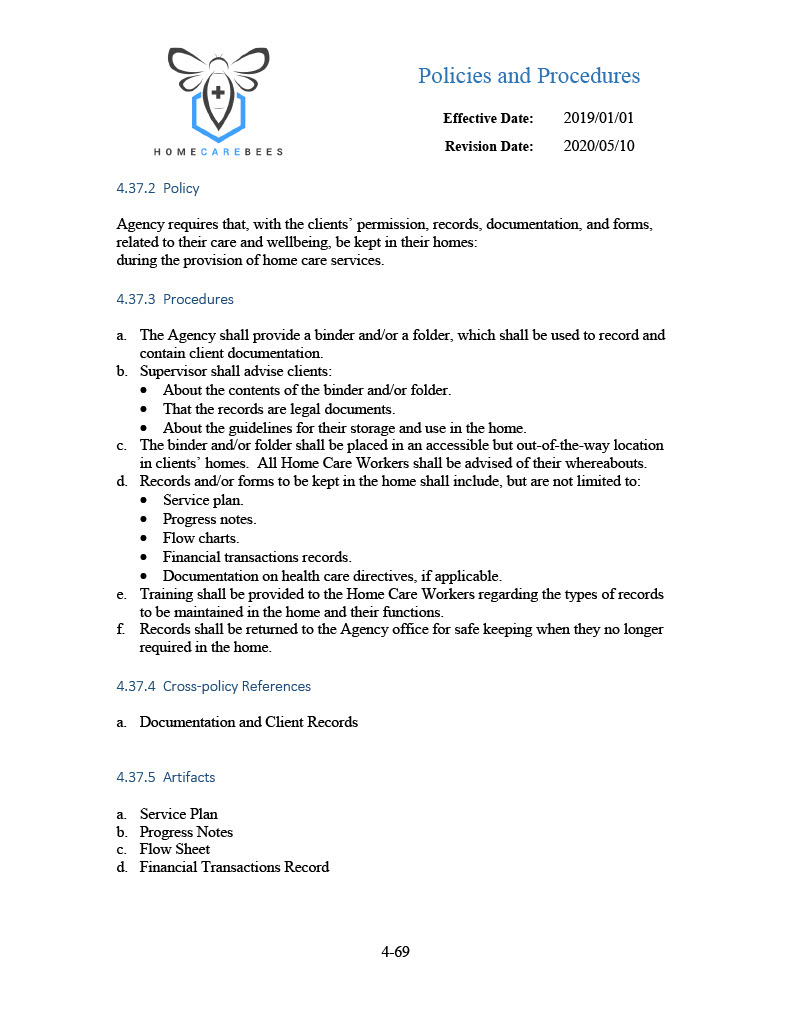 HOMECAREBEES
Policies and Procedures
Effective Date: 2019/01/01
Revision Date: 2020/05/10
4.37.2 Policy
Agency requires that, with the clients’ permission, records, documentation, and forms,
related to their care and wellbeing, be kept in their homes:
during the provision of home care services.
4.37.3 Procedures
a. The Agency shall provide a binder and/or a folder, which shall be used to record and
contain client documentation.
b. Supervisor shall advise clients:
• About the contents of the binder and/or folder.
• That the records are legal documents.
• About the guidelines for their storage and use in the home.
c. The binder and/or folder shall be placed in an accessible but out-of-the-way location
in clients’ homes. All Home Care Workers shall be advised of their whereabouts.
d. Records and/or forms to be kept in the home shall include, but are not limited to:
• Service plan.
• Progress notes.
• Flow charts.
• Financial transactions records.
• Documentation on health care directives, if applicable.
e. Training shall be provided to the Home Care Workers regarding the types of records
to be maintained in the home and their functions.
f. Records shall be returned to the Agency office for safe keeping when they no longer
required in the home.
4.37.4 Cross-policy References
a. Documentation and Client Records
4.37.5 Artifacts
a. Service Plan
b. Progress Notes
c. Flow Sheet
d. Financial Transactions Record
4-69